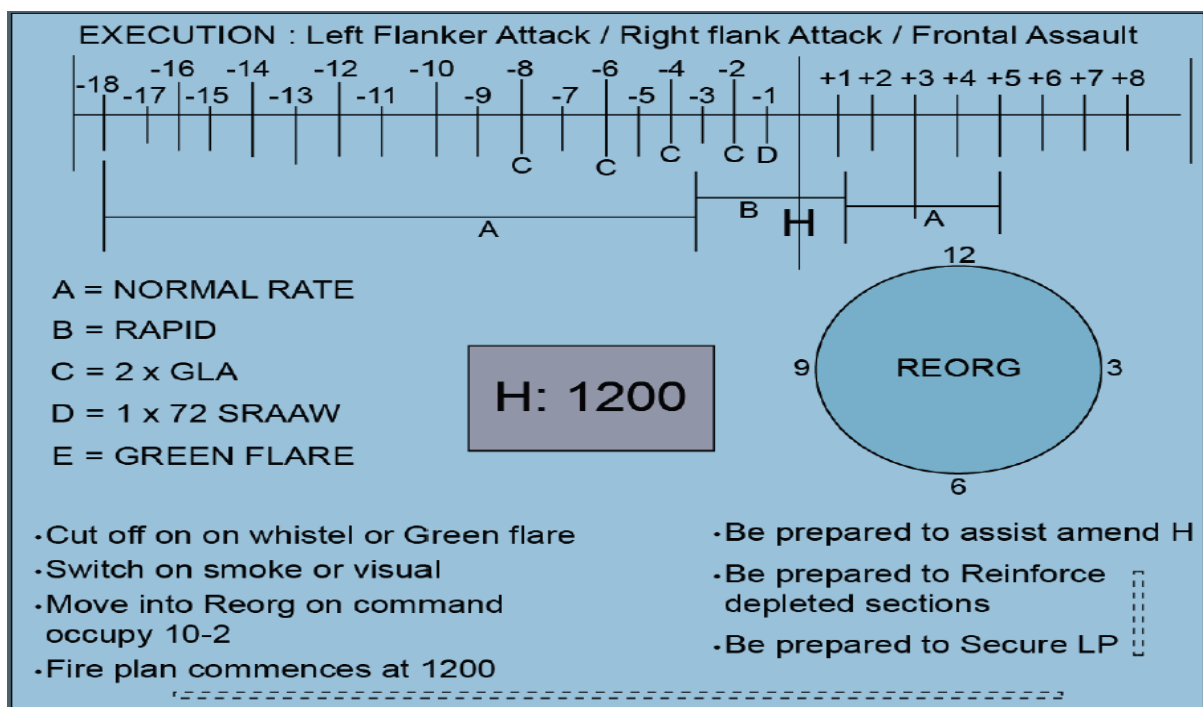 EXECUTION : Left Flanker Attack / Right flank Attack / Frontal Assault
-18 -17 -16 -15 -14 -13 -12 -11 -10 -9 -8 -7 -6 -5 -4 -3 -2 -1 +1 +2 +3 +4 +5 +6 +7 +8
C C C C D
A B H A
A = NORMAL RATE
B = RAPID
C = 2 x GLA
D = 1 x 72 SRAAW
E = GREEN FLARE
H: 1200
12
9 REORG 3
6
·Cut off on on whistel or Green flare
·Switch on smoke or visual
·Move into Reorg on command
occupy 10-2
·Fire plan commences at 1200
·Be prepared to assist amend H
·Be prepared to Reinforce
depleted sections
·Be prepared to Secure LP